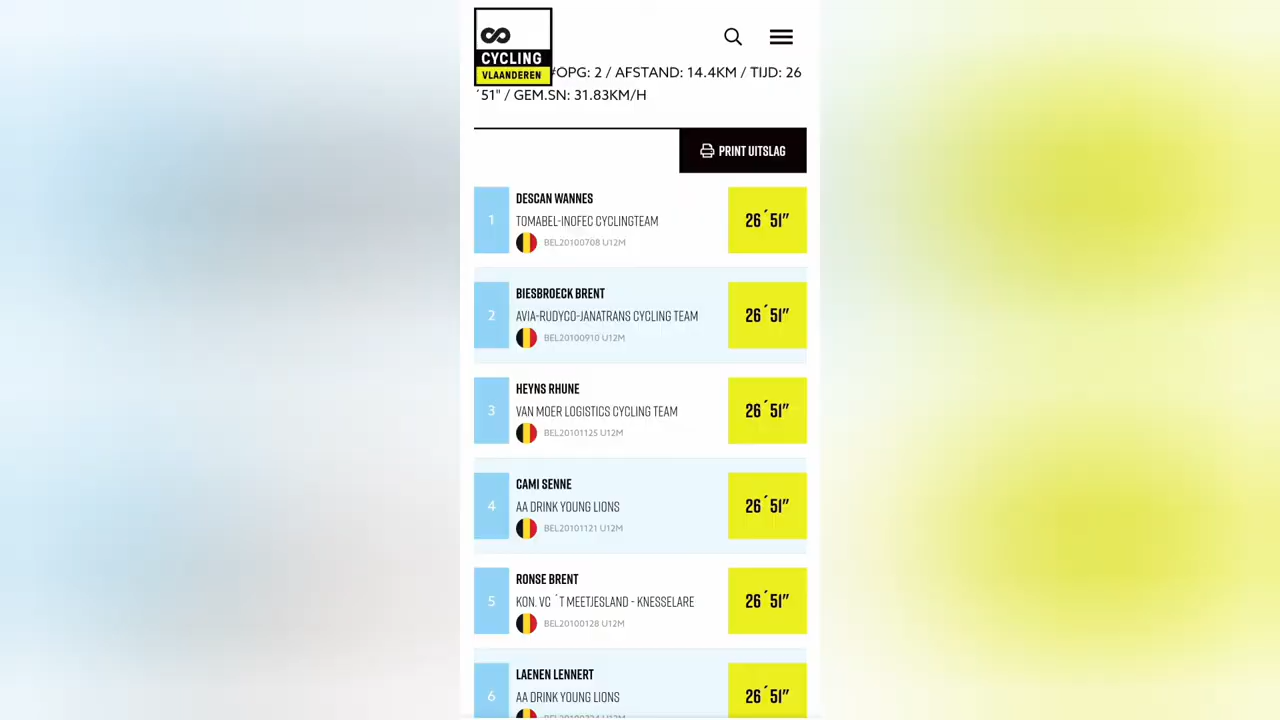 CYCLING
VLAANDEREN
#OPG: 2 / AFSTAND: 14.4KM / TIJD: 26
´51" / GEM.SN: 31.83KM/H
PRINT UITSLAG
1
DESCAN WANNES
TOMABEL-INOFEC CYCLINGTEAM
BEL20100708 U12M
26´51"
2
BIESBROECK BRENT
AVIA-RUDYCO-JANATRANS CYCLING TEAM
BEL20100910 U12M
26´51"
3
HEYNS RHUNE
VAN MOER LOGISTICS CYCLING TEAM
BEL20101125 U12M
26´51"
4
CAMI SENNE
AA DRINK YOUNG LIONS
BEL20101121 U12M
26´51"
5
RONSE BRENT
KON. VC ´T MEETJESLAND - KNESSELARE
BEL20100128 U12M
26´51"
6
LAENEN LENNERT
AA DRINK YOUNG LIONS
26´51"